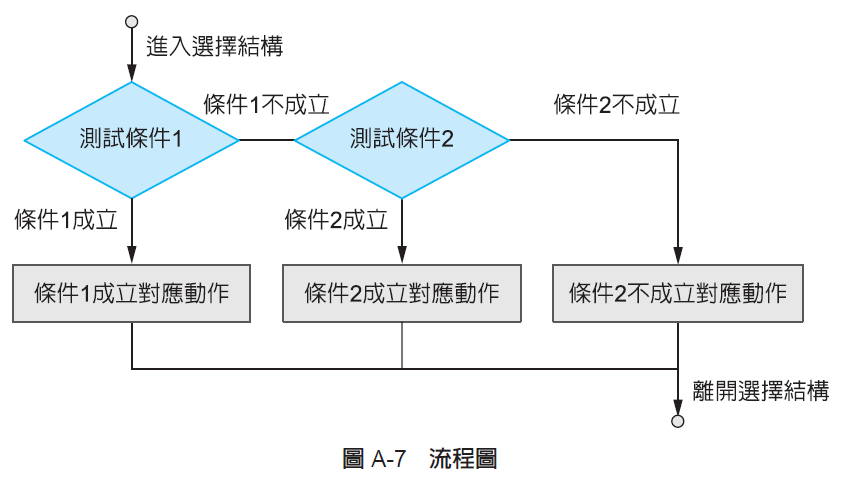 進入選擇結構
測試條件1
條件1不成立
測試條件2
條件2不成立
條件1成立
條件2成立
條件1成立對應動作
條件2成立對應動作
條件2不成立對應動作
離開選擇結構
圖 A-7 流程圖